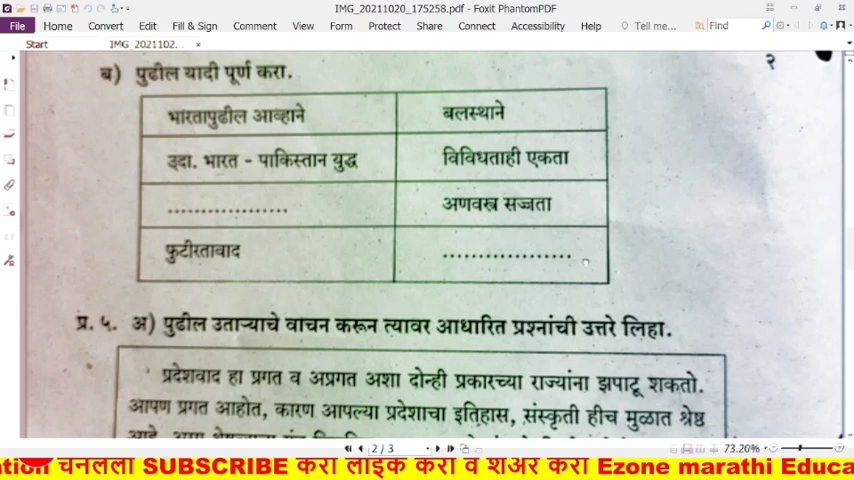 IMG_20211020_175258.pdf - Foxit PhantomPDF
File Home Convert Edit Fill & Sign Comment View Form Protect Share Connect Accessibility Help Tell me... Find
Start IMG_2021102...
२
ब) पुढील यादी पूर्ण करा.
भारतापुढील आव्हाने बलस्थाने
उदा. भारत - पाकिस्तान युद्ध विविधताही एकता
.................. अणवस्त्र सज्जता
फुटीरतावाद ...................
प्र. ५. अ) पुढील उताऱ्याचे वाचन करून त्यावर आधारित प्रश्नांची उत्तरे लिहा.
प्रदेशवाद हा प्रगत व अप्रगत अशा दोन्ही प्रकारच्या राज्यांना झपाटू शकतो.
आपण प्रगत आहोत, कारण आपल्या प्रदेशाचा इतिहास, संस्कृती हीच मुळात श्रेष्ठ
2 / 3 73.20%
ation चनलला SUBSCRIBE करा लाइक करा व शेअर करा Ezone marathi Educa